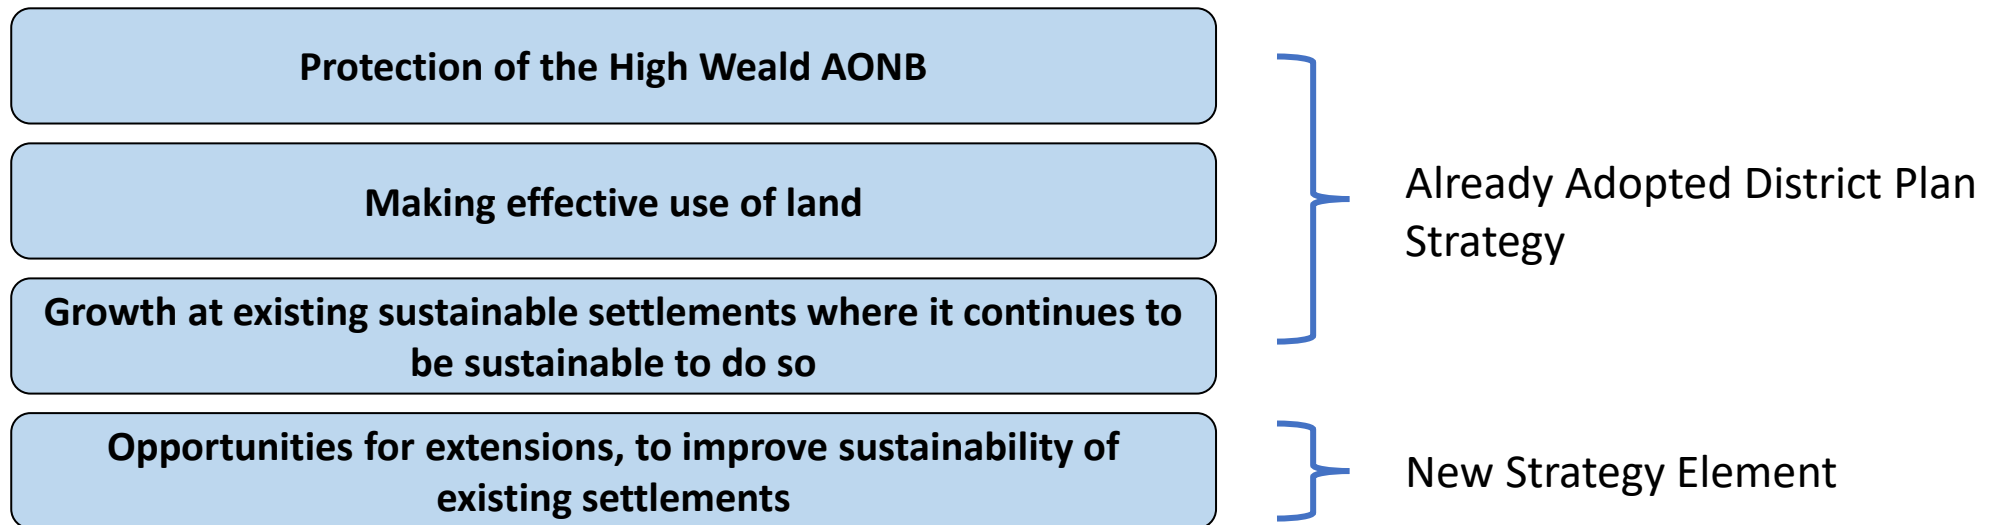 Protection of the High Weald AONB
Making effective use of land
Growth at existing sustainable settlements where it continues to
be sustainable to do so
Opportunities for extensions, to improve sustainability of
existing settlements
Already Adopted District Plan
Strategy
New Strategy Element